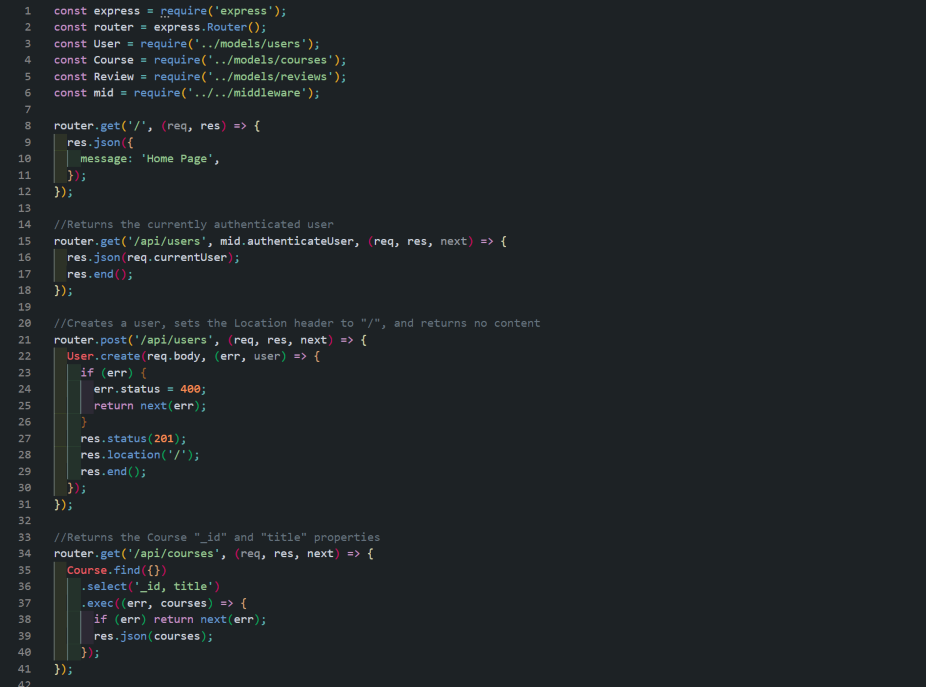 1 const express = require('express');
2 const router = express.Router();
3 const User = require('../models/users');
4 const Course = require('../models/courses');
5 const Review = require('../models/reviews');
6 const mid = require('../../middleware');
7
8 router.get('/', (req, res) => {
9 res.json({
10 message: 'Home Page',
11 });
12 });
13
14 //Returns the currently authenticated user
15 router.get('/api/users', mid.authenticateUser, (req, res, next) => {
16 res.json(req.currentUser);
17 res.end();
18 });
19
20 //Creates a user, sets the Location header to "/", and returns no content
21 router.post('/api/users', (req, res, next) => {
22 User.create(req.body, (err, user) => {
23 if (err) {
24 err.status = 400;
25 return next(err);
26 }
27 res.status(201);
28 res.location('/');
29 res.end();
30 });
31 });
32
33 //Returns the Course "_id" and "title" properties
34 router.get('/api/courses', (req, res, next) => {
35 Course.find({})
36 .select('_id, title')
37 .exec((err, courses) => {
38 if (err) return next(err);
39 res.json(courses);
40 });
41 });
42